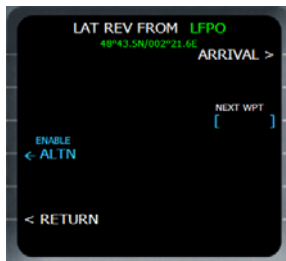 LAT REV FROM LFPO
48°43.5N/002°21.6E
ARRIVAL >
NEXT WPT
[ ]
ENABLE
← ALTN
< RETURN